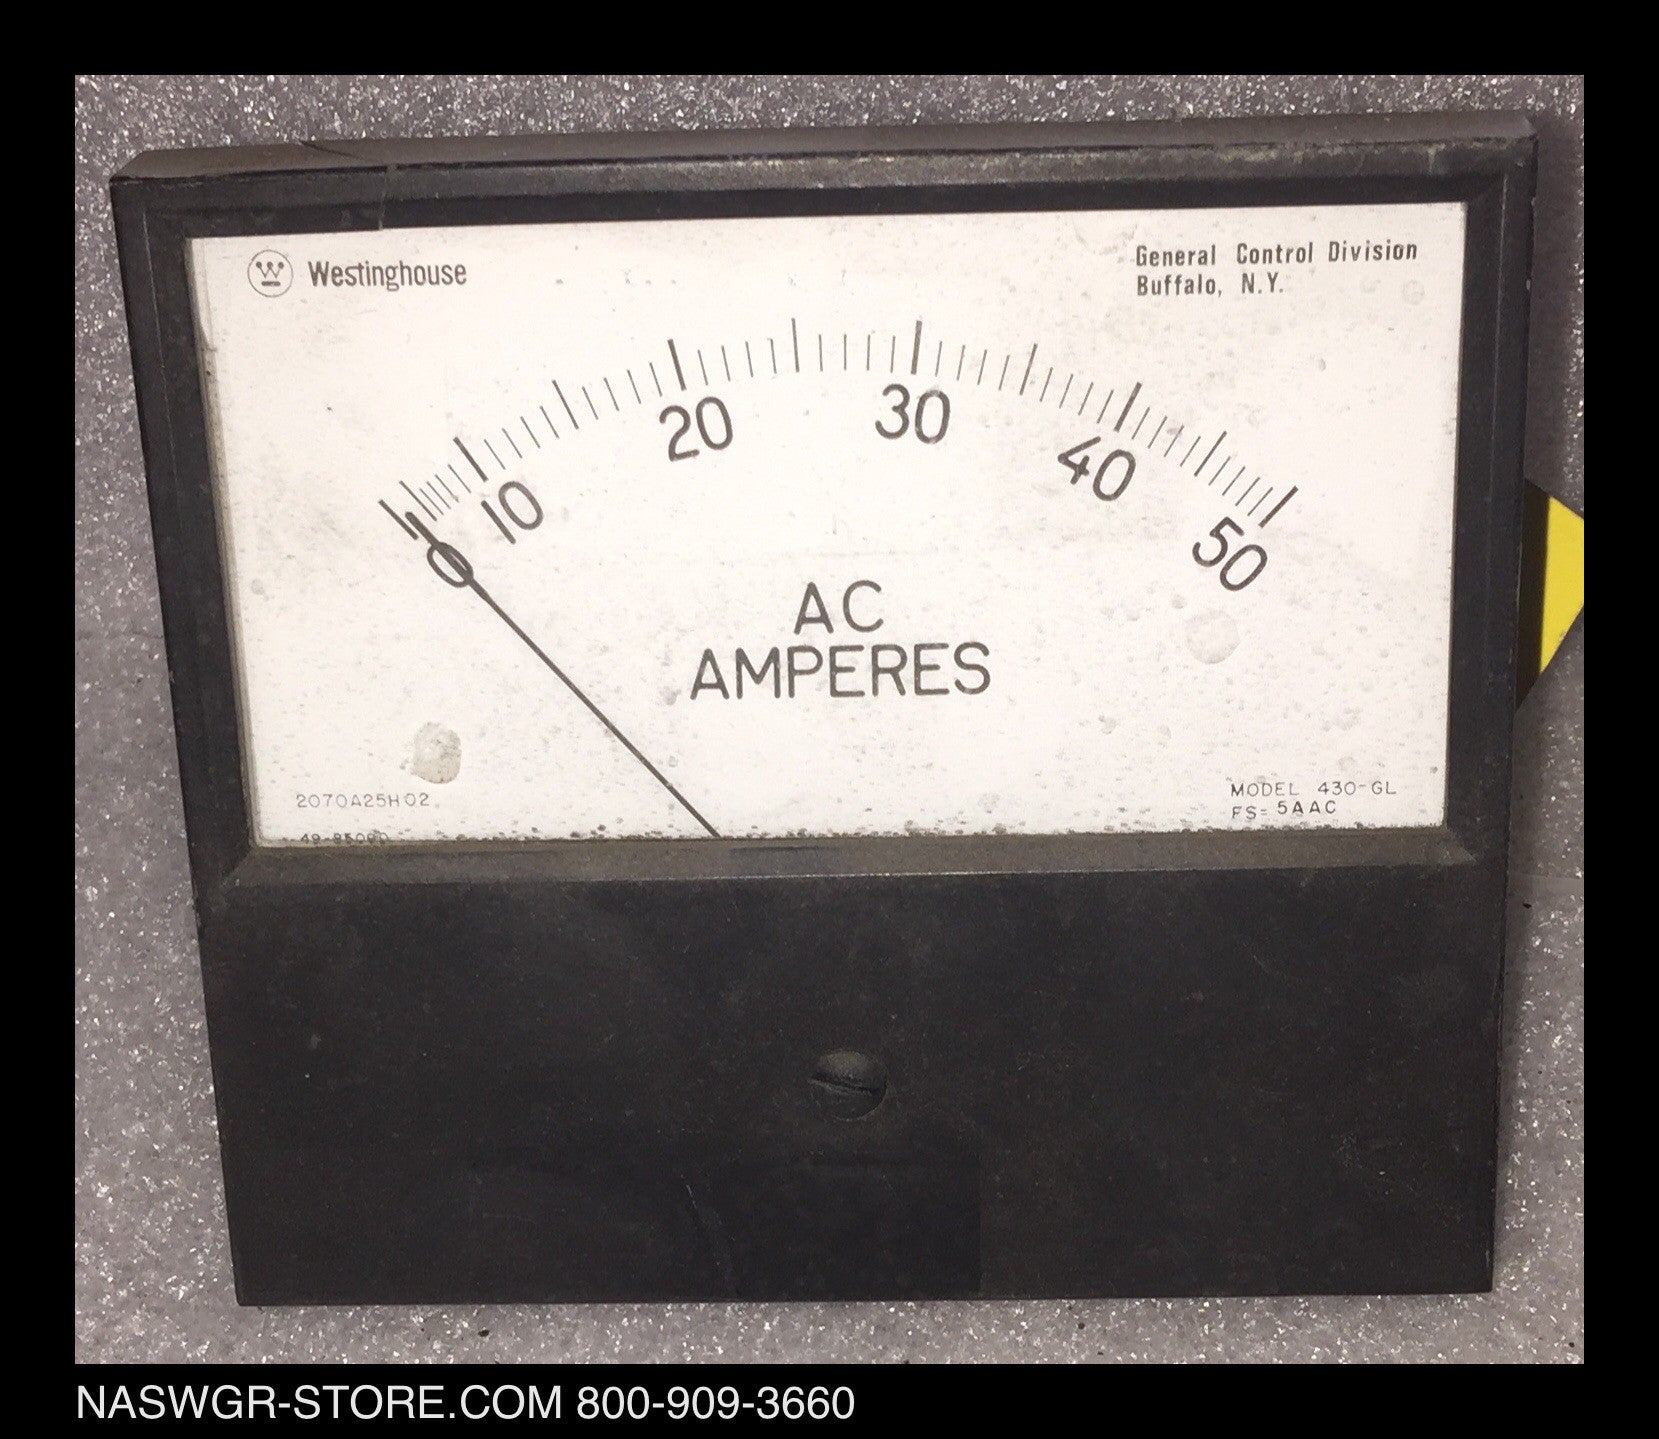 Westinghouse
General Control Division
Buffalo, N.Y.
0 10 20 30 40 50
AC
AMPERES
2070A25H02
MODEL 430-GL
FS= 5AAC
NASWGR-STORE.COM 800-909-3660